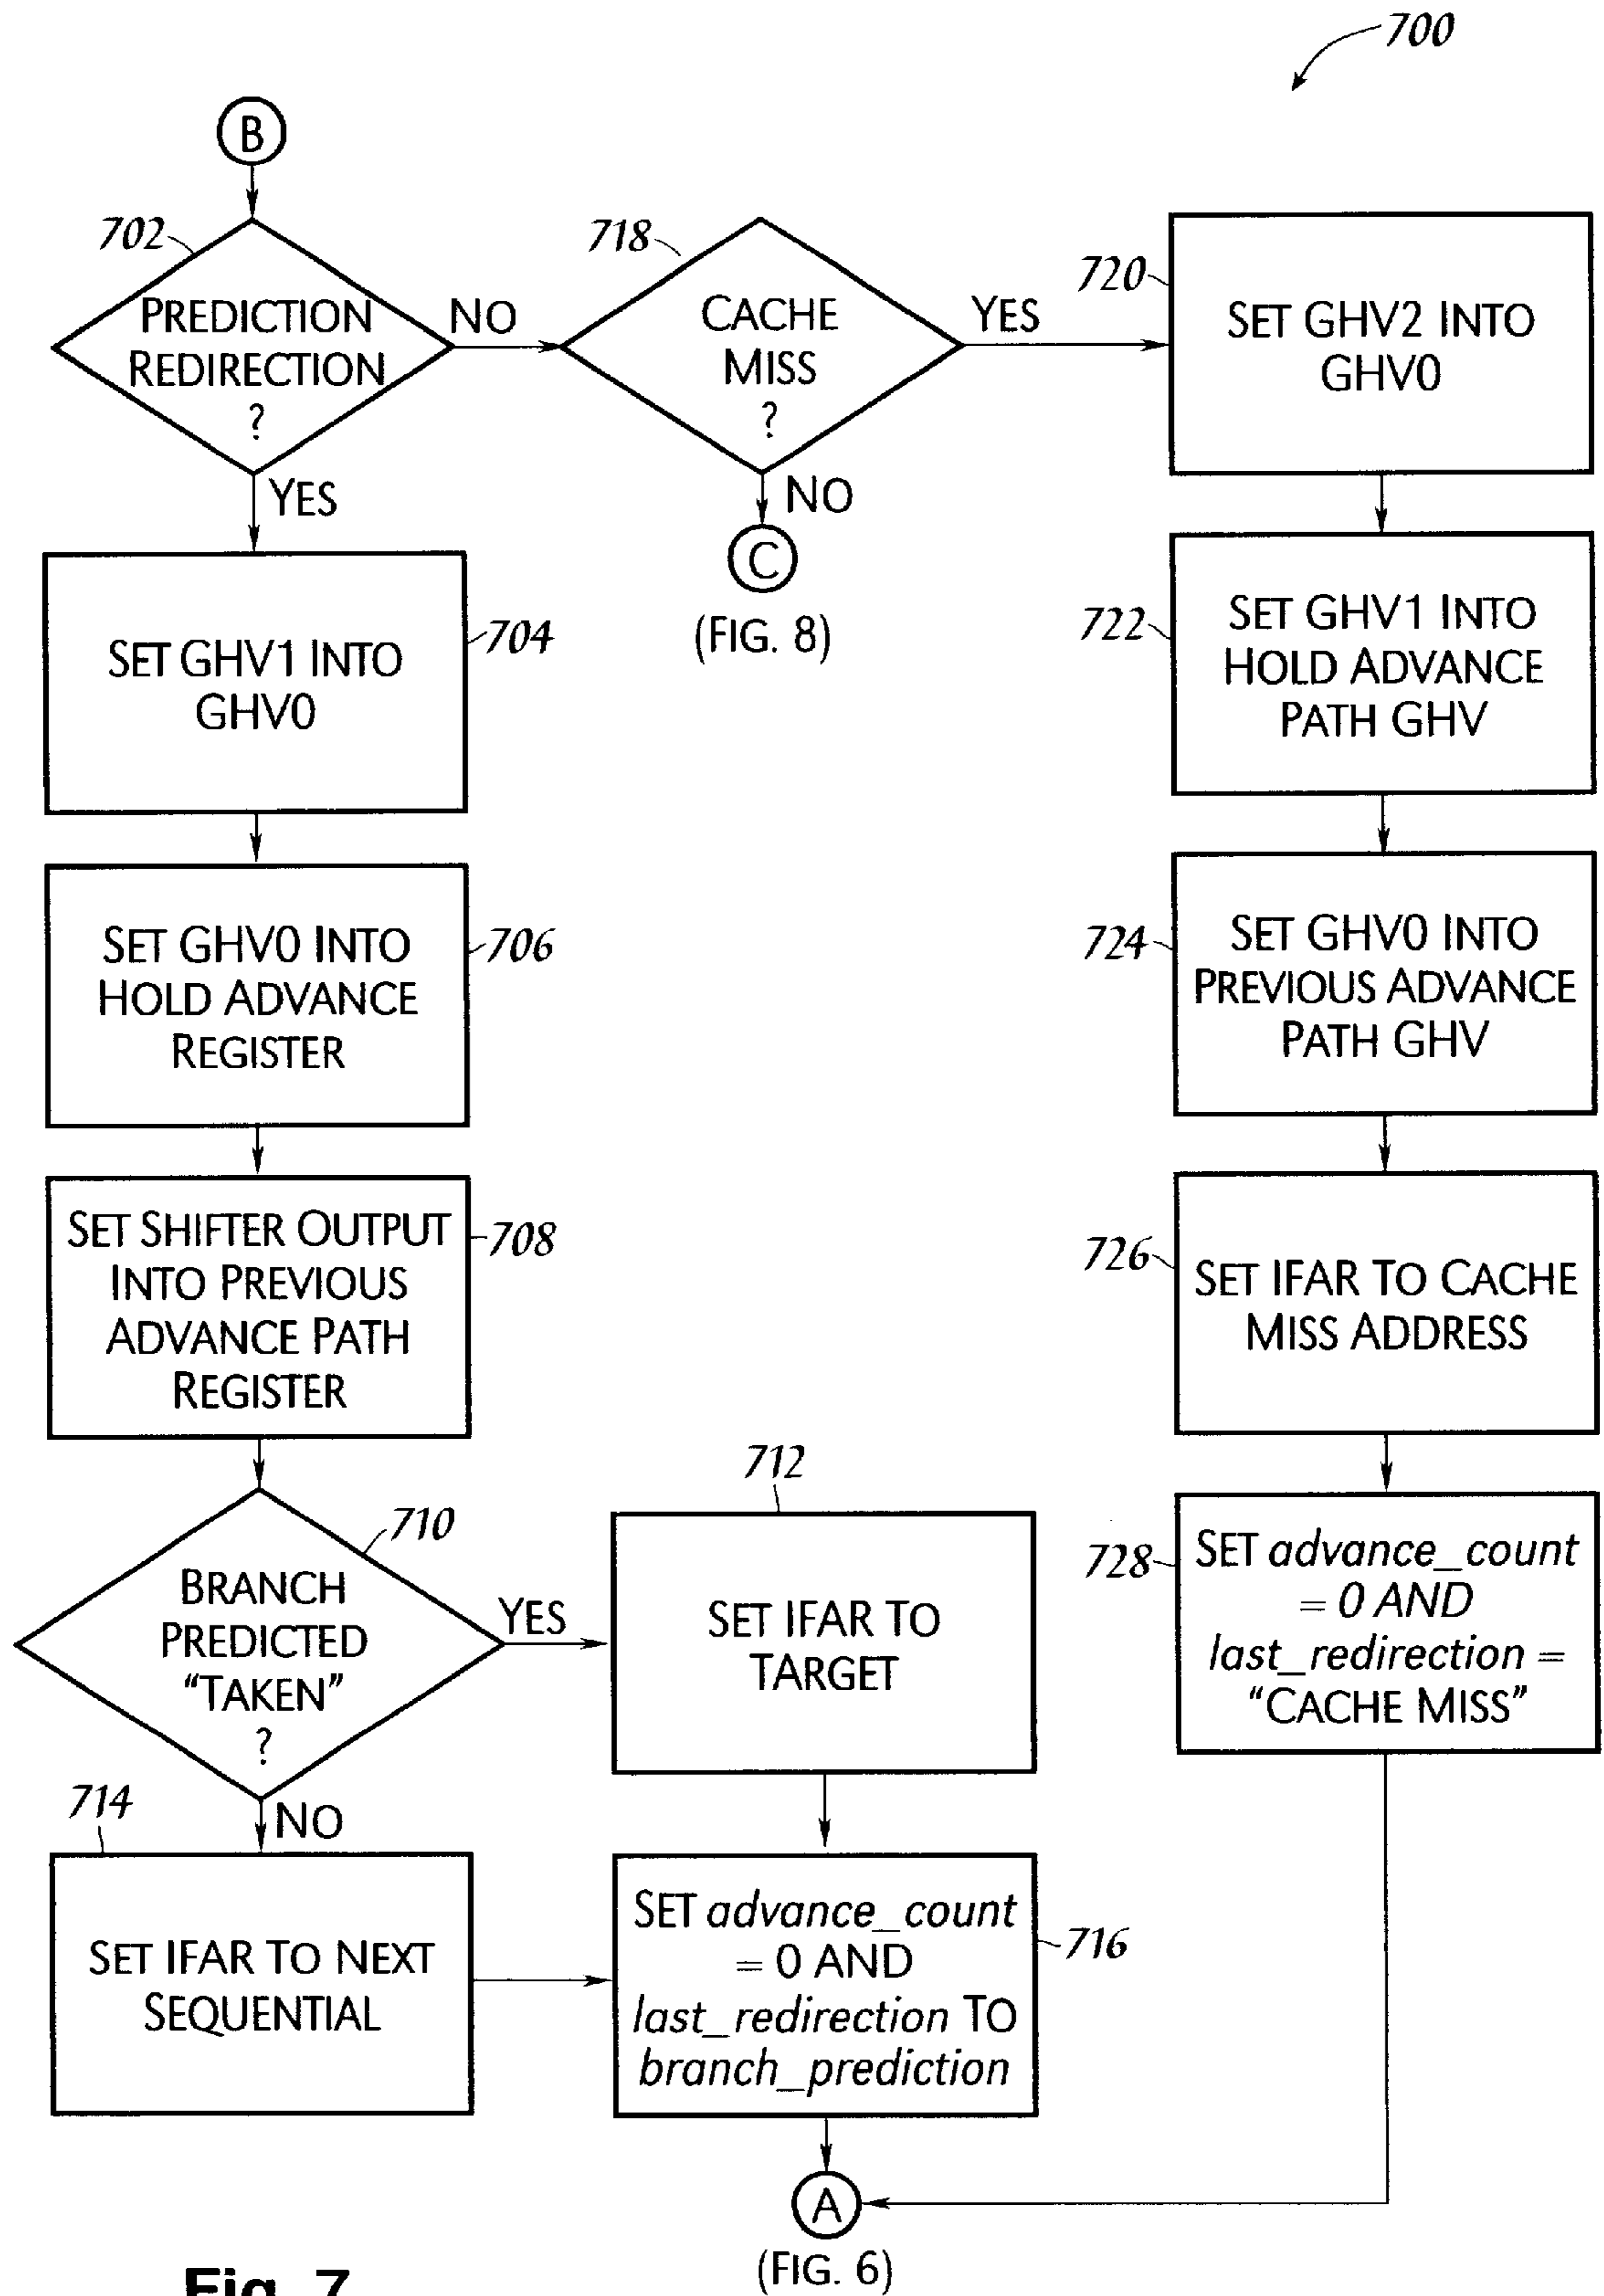 700
B
702
PREDICTION
REDIRECTION
?
NO
YES
718
CACHE
MISS
?
YES
NO
C
(FIG. 8)
704
SET GHV1 INTO
GHV0
706
SET GHV0 INTO
HOLD ADVANCE
REGISTER
708
SET SHIFTER OUTPUT
INTO PREVIOUS
ADVANCE PATH
REGISTER
710
BRANCH
PREDICTED
“TAKEN”
?
YES
NO
712
SET IFAR TO
TARGET
714
SET IFAR TO NEXT
SEQUENTIAL
716
SET advance_count
= 0 AND
last_redirection TO
branch_prediction
720
SET GHV2 INTO
GHV0
722
SET GHV1 INTO
HOLD ADVANCE
PATH GHV
724
SET GHV0 INTO
PREVIOUS ADVANCE
PATH GHV
726
SET IFAR TO CACHE
MISS ADDRESS
728
SET advance_count
= 0 AND
last_redirection =
“CACHE MISS”
A
(FIG. 6)
Fig. 7